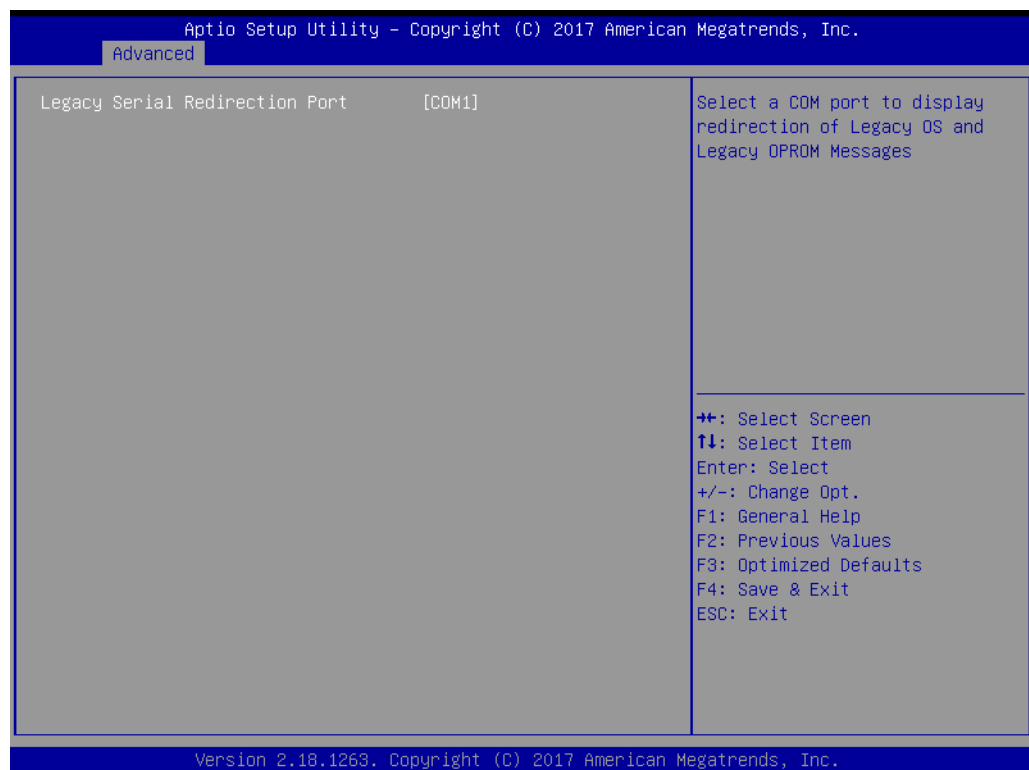 Aptio Setup Utility – Copyright (C) 2017 American Megatrends, Inc.
Advanced
Legacy Serial Redirection Port [COM1]
Select a COM port to display
redirection of Legacy OS and
Legacy OPROM Messages
→←: Select Screen
↑↓: Select Item
Enter: Select
+/-: Change Opt.
F1: General Help
F2: Previous Values
F3: Optimized Defaults
F4: Save & Exit
ESC: Exit
Version 2.18.1263. Copyright (C) 2017 American Megatrends, Inc.